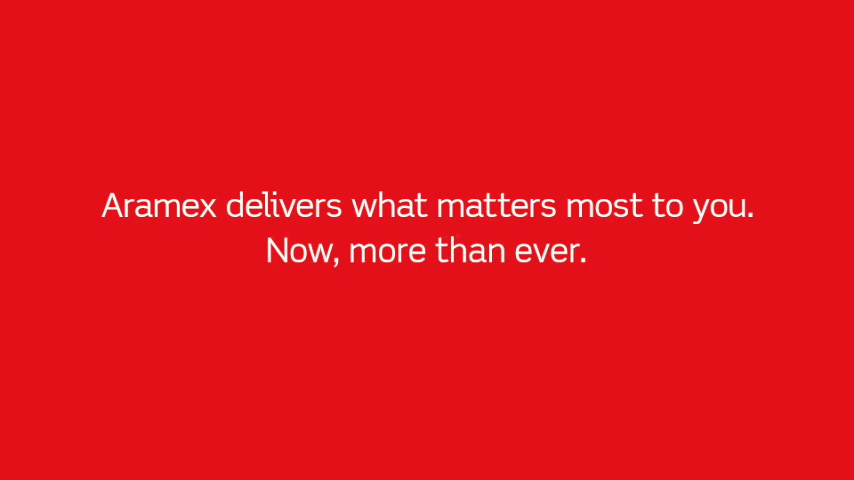 Aramex delivers what matters most to you.
Now, more than ever.